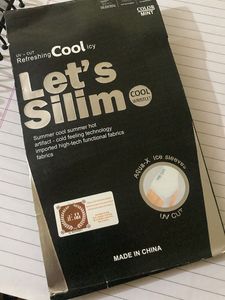 COLOR
MINT
UV - CUT
Refreshing Cool icy
Let's
Silim
COOL
Summer cool summer hot
artifact - cold feeling technology
imported high-tech functional fabrics
fabrics
Aqua-X ice sleeves
UV CUT
MADE IN CHINA